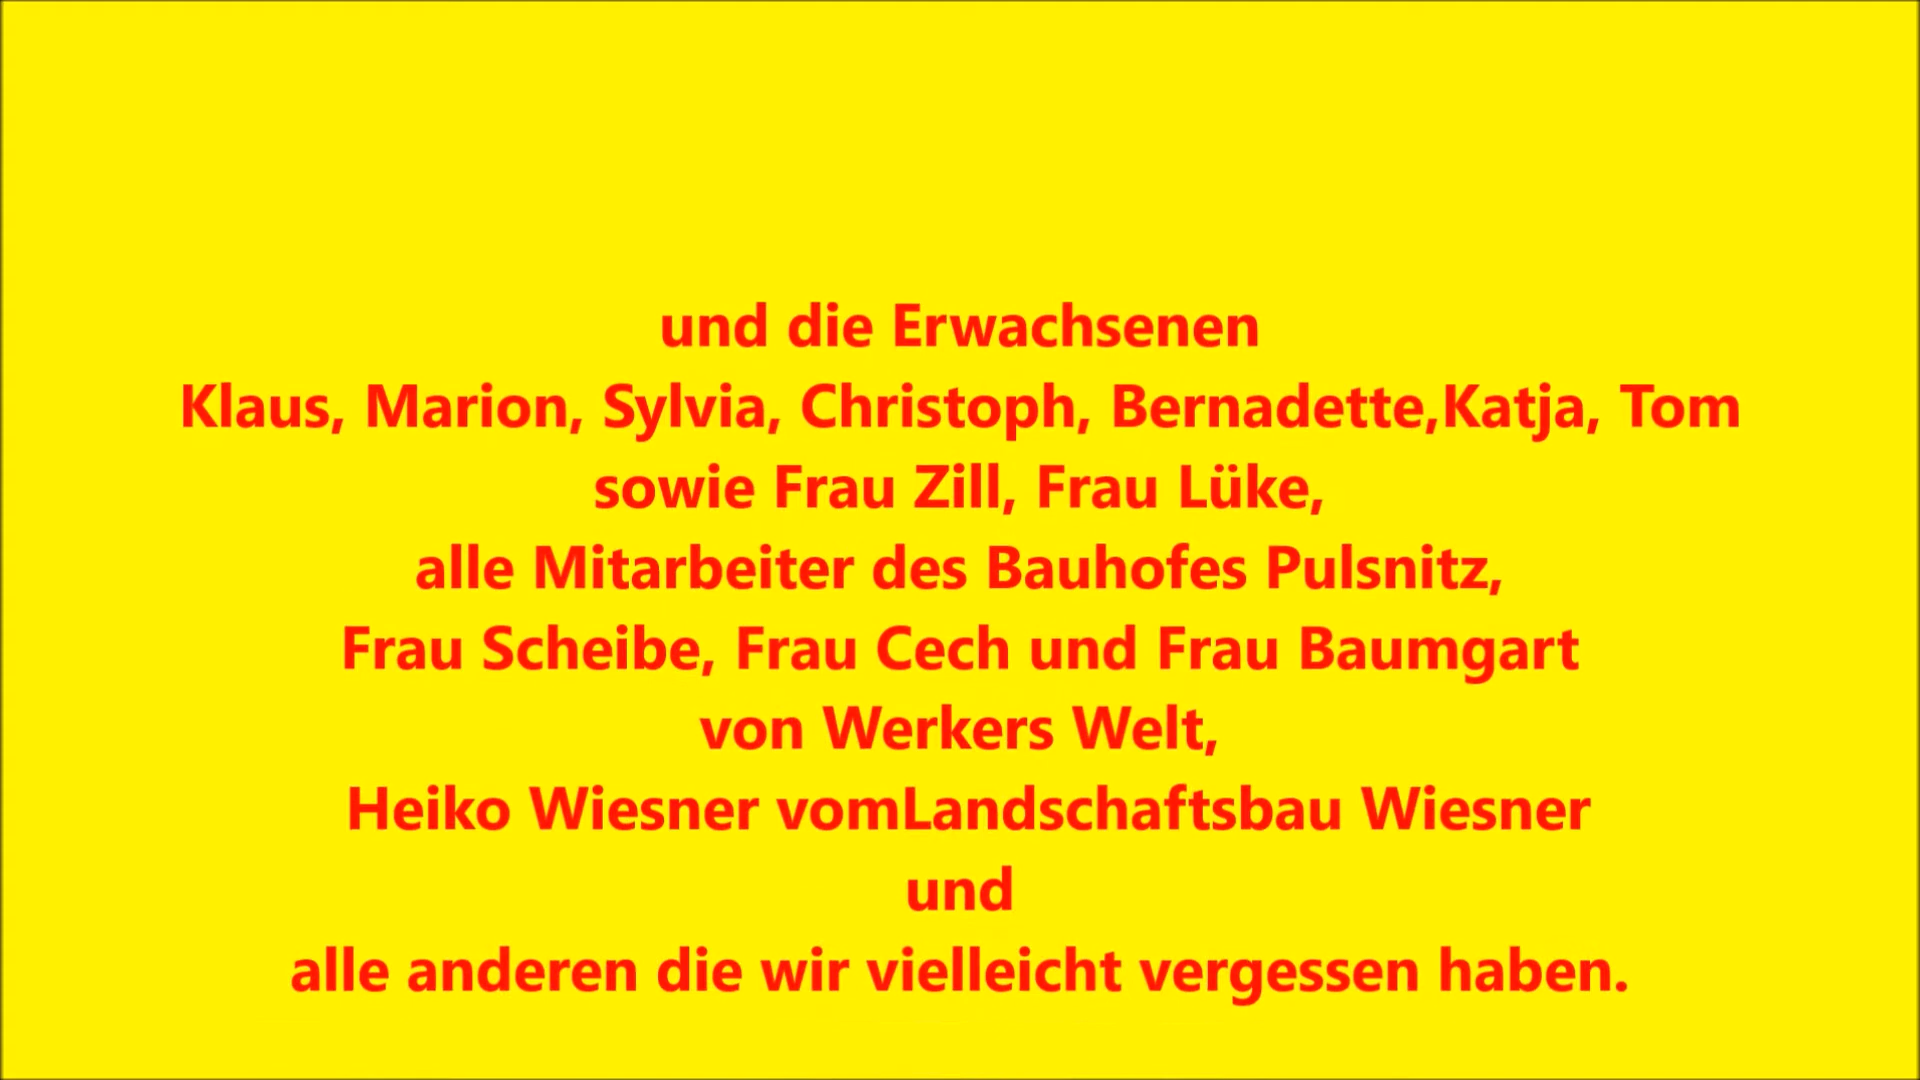 und die Erwachsenen
Klaus, Marion, Sylvia, Christoph, Bernadette,Katja, Tom
sowie Frau Zill, Frau Lüke,
alle Mitarbeiter des Bauhofes Pulsnitz,
Frau Scheibe, Frau Cech und Frau Baumgart
von Werkers Welt,
Heiko Wiesner vomLandschaftsbau Wiesner
und
alle anderen die wir vielleicht vergessen haben.